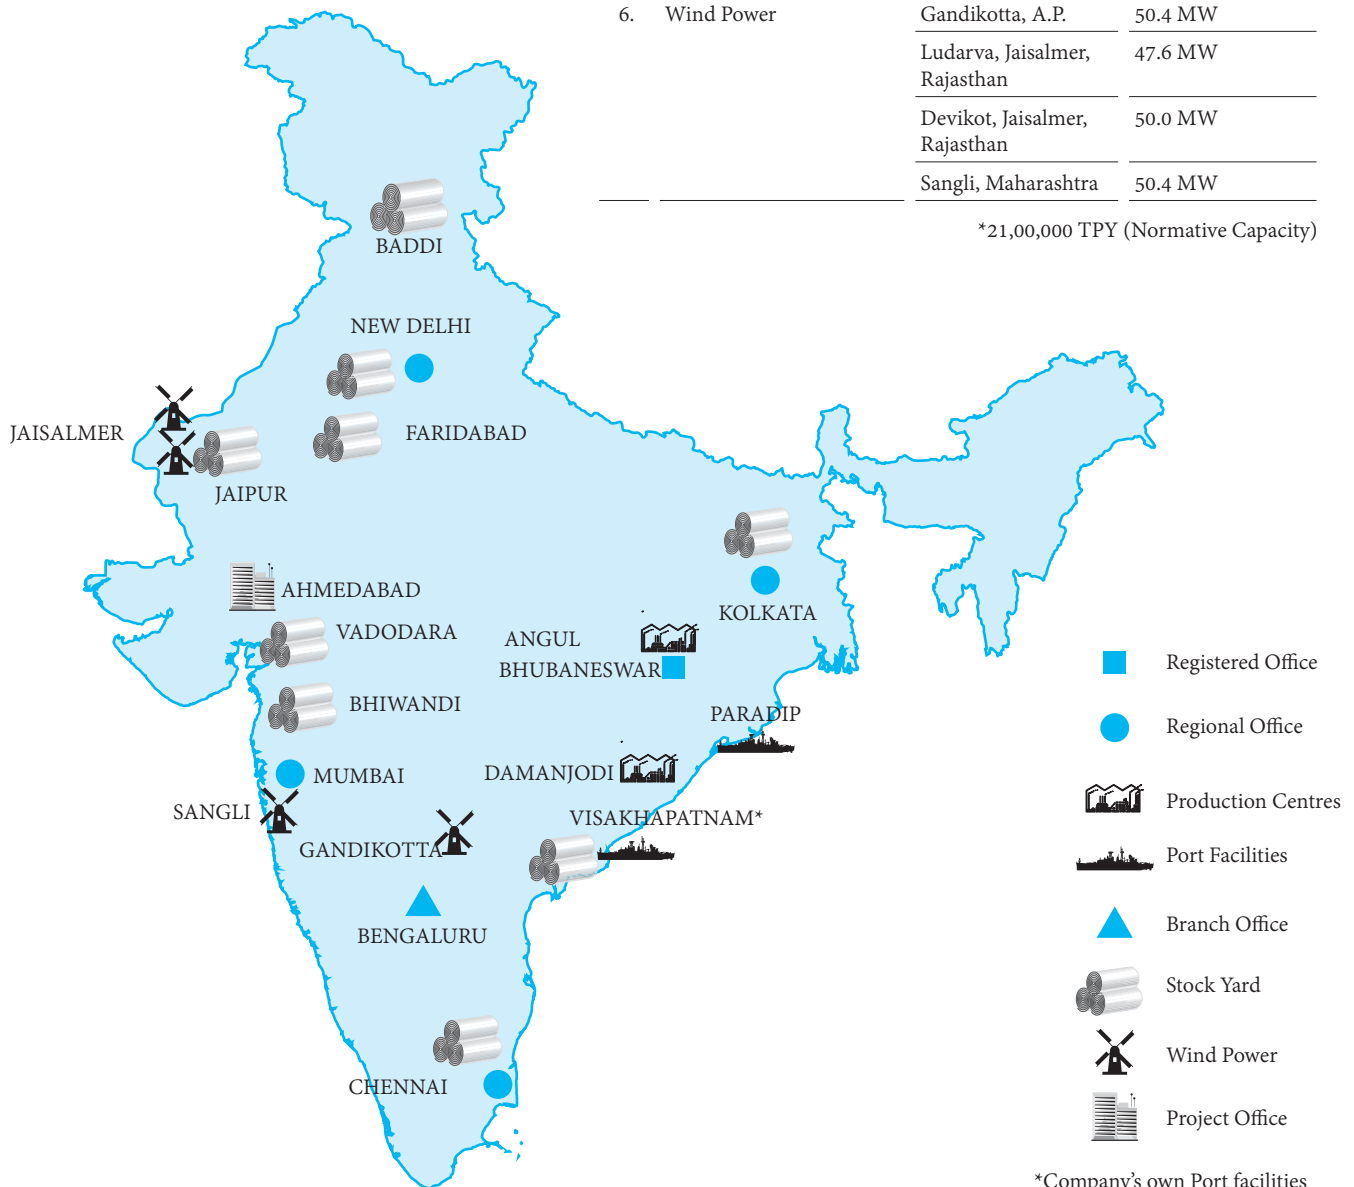 6. Wind Power Gandikotta, A.P. 50.4 MW
Ludarva, Jaisalmer, 47.6 MW
Rajasthan
Devikot, Jaisalmer, 50.0 MW
Rajasthan
Sangli, Maharashtra 50.4 MW
*21,00,000 TPY (Normative Capacity)
BADDI
NEW DELHI
JAISALMER
FARIDABAD
JAIPUR
AHMEDABAD
KOLKATA
VADODARA
ANGUL
BHUBANESWAR
BHIWANDI
PARADIP
MUMBAI
DAMANJODI
SANGLI
VISAKHAPATNAM*
GANDIKOTTA
BENGALURU
CHENNAI
Registered Office
Regional Office
Production Centres
Port Facilities
Branch Office
Stock Yard
Wind Power
Project Office
*Company's own Port facilities